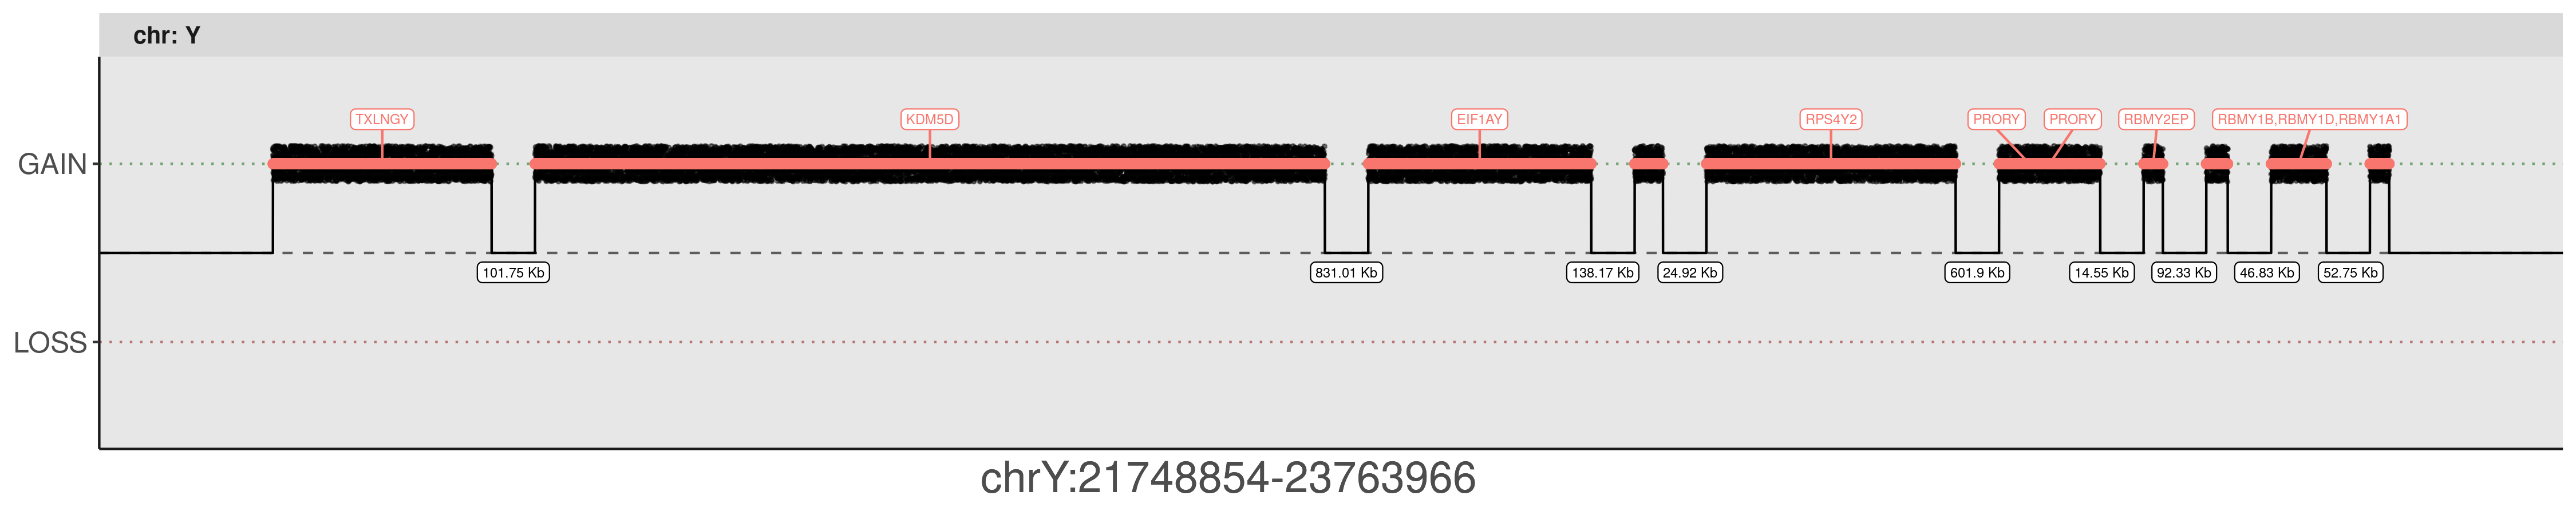 chr: Y
TXLNGY KDM5D EIF1AY RPS4Y2 PRORY PRORY RBMY2EP RBMY1B,RBMY1D,RBMY1A1
GAIN
101.75 Kb 831.01 Kb 138.17 Kb 24.92 Kb 601.9 Kb 14.55 Kb 92.33 Kb 46.83 Kb 52.75 Kb
LOSS
chrY:21748854-23763966